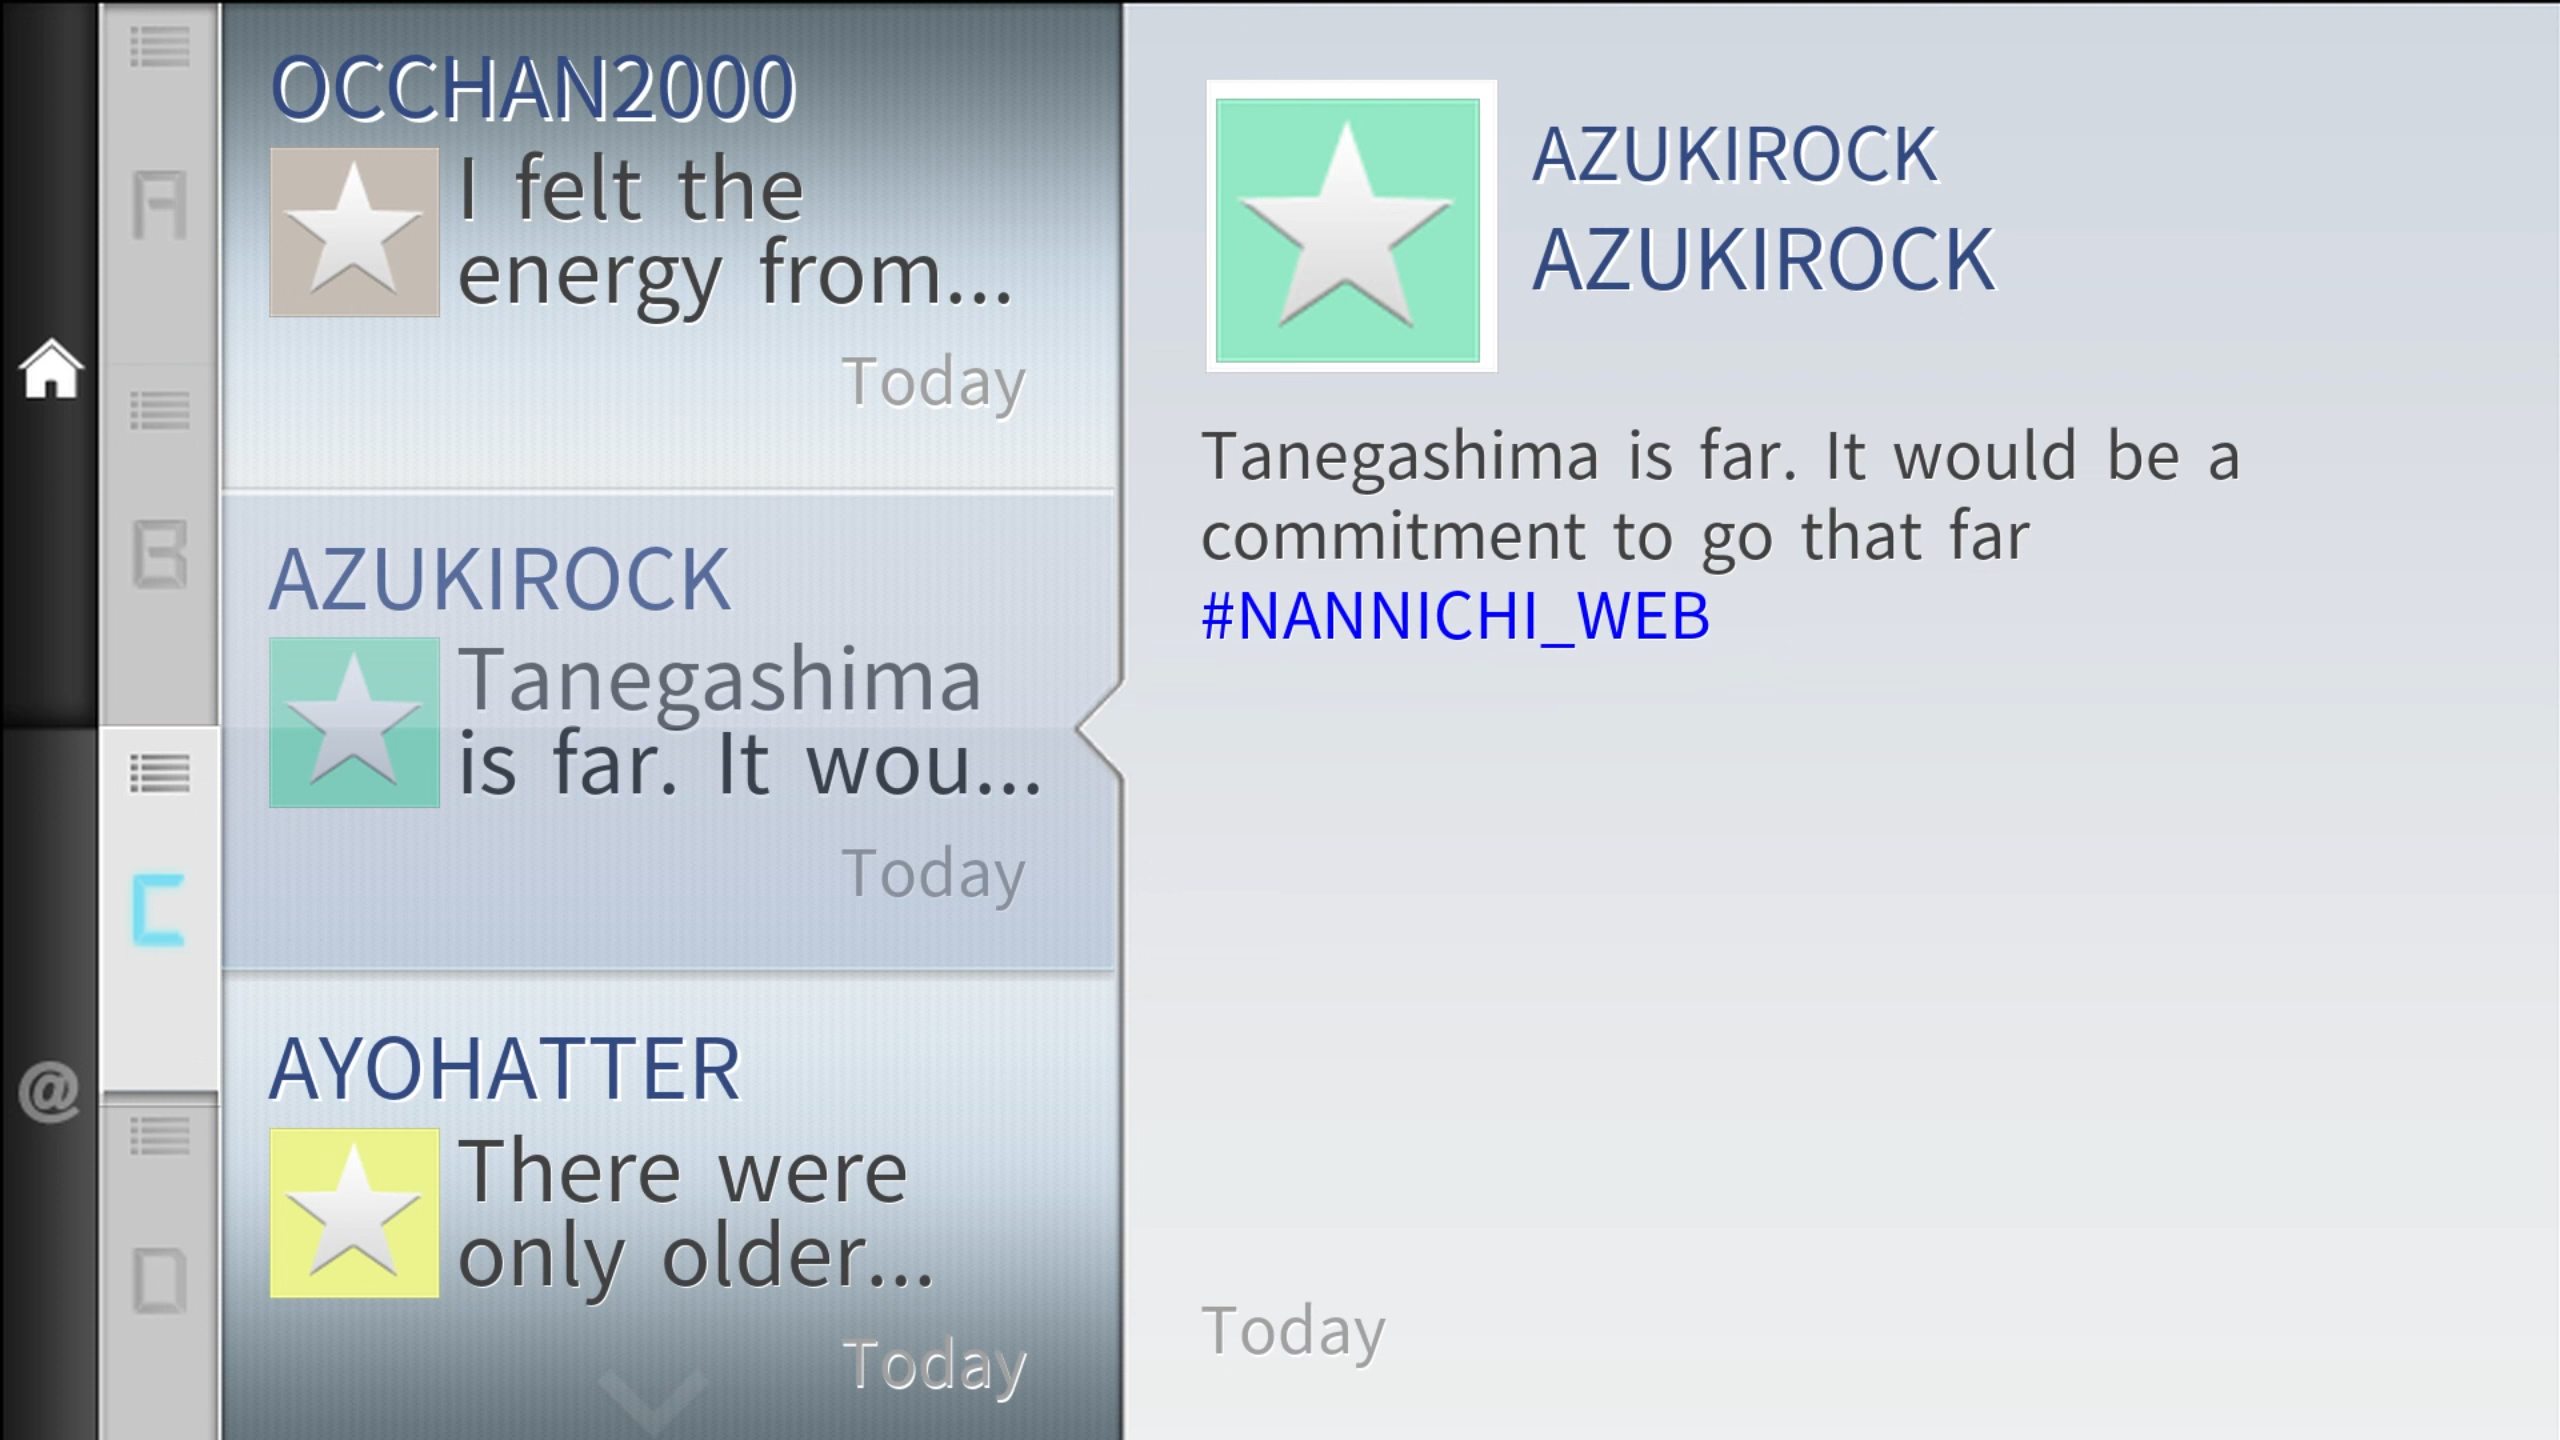 A
B
C
D
@
OCCHAN2000
I felt the
energy from...
Today
AZUKIROCK
Tanegashima
is far. It wou...
Today
AYOHATTER
There were
only older...
Today
AZUKIROCK
AZUKIROCK
Tanegashima is far. It would be a
commitment to go that far
#NANNICHI_WEB
Today